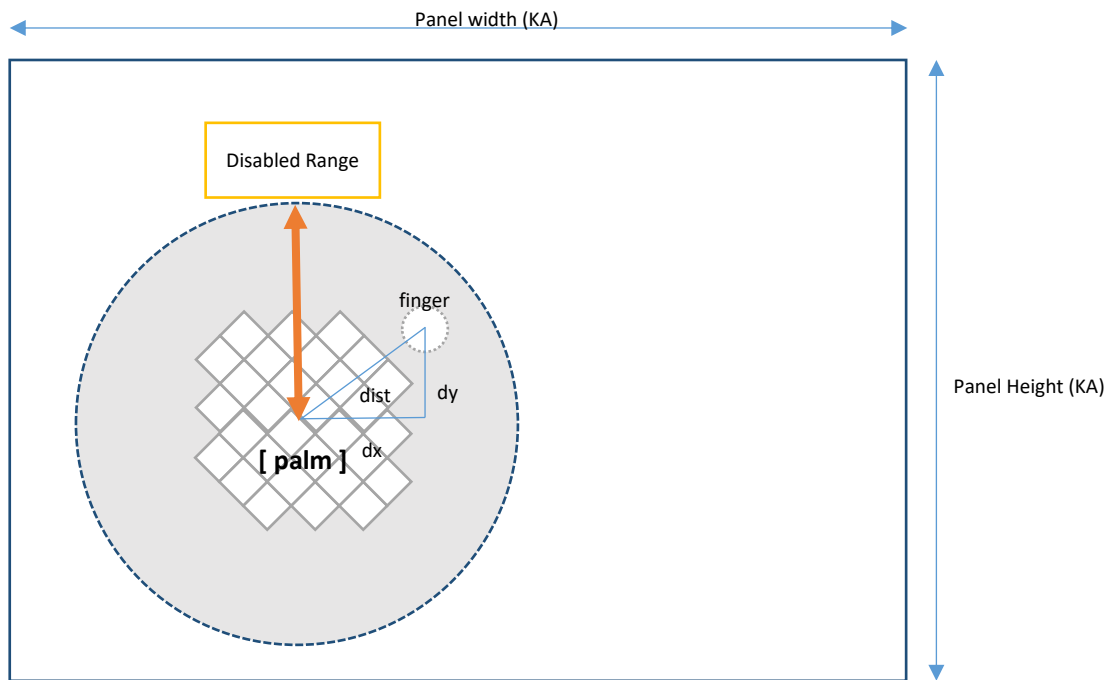 Panel width (KA)
Disabled Range
finger
dist
dy
Panel Height (KA)
dx
[ palm ]